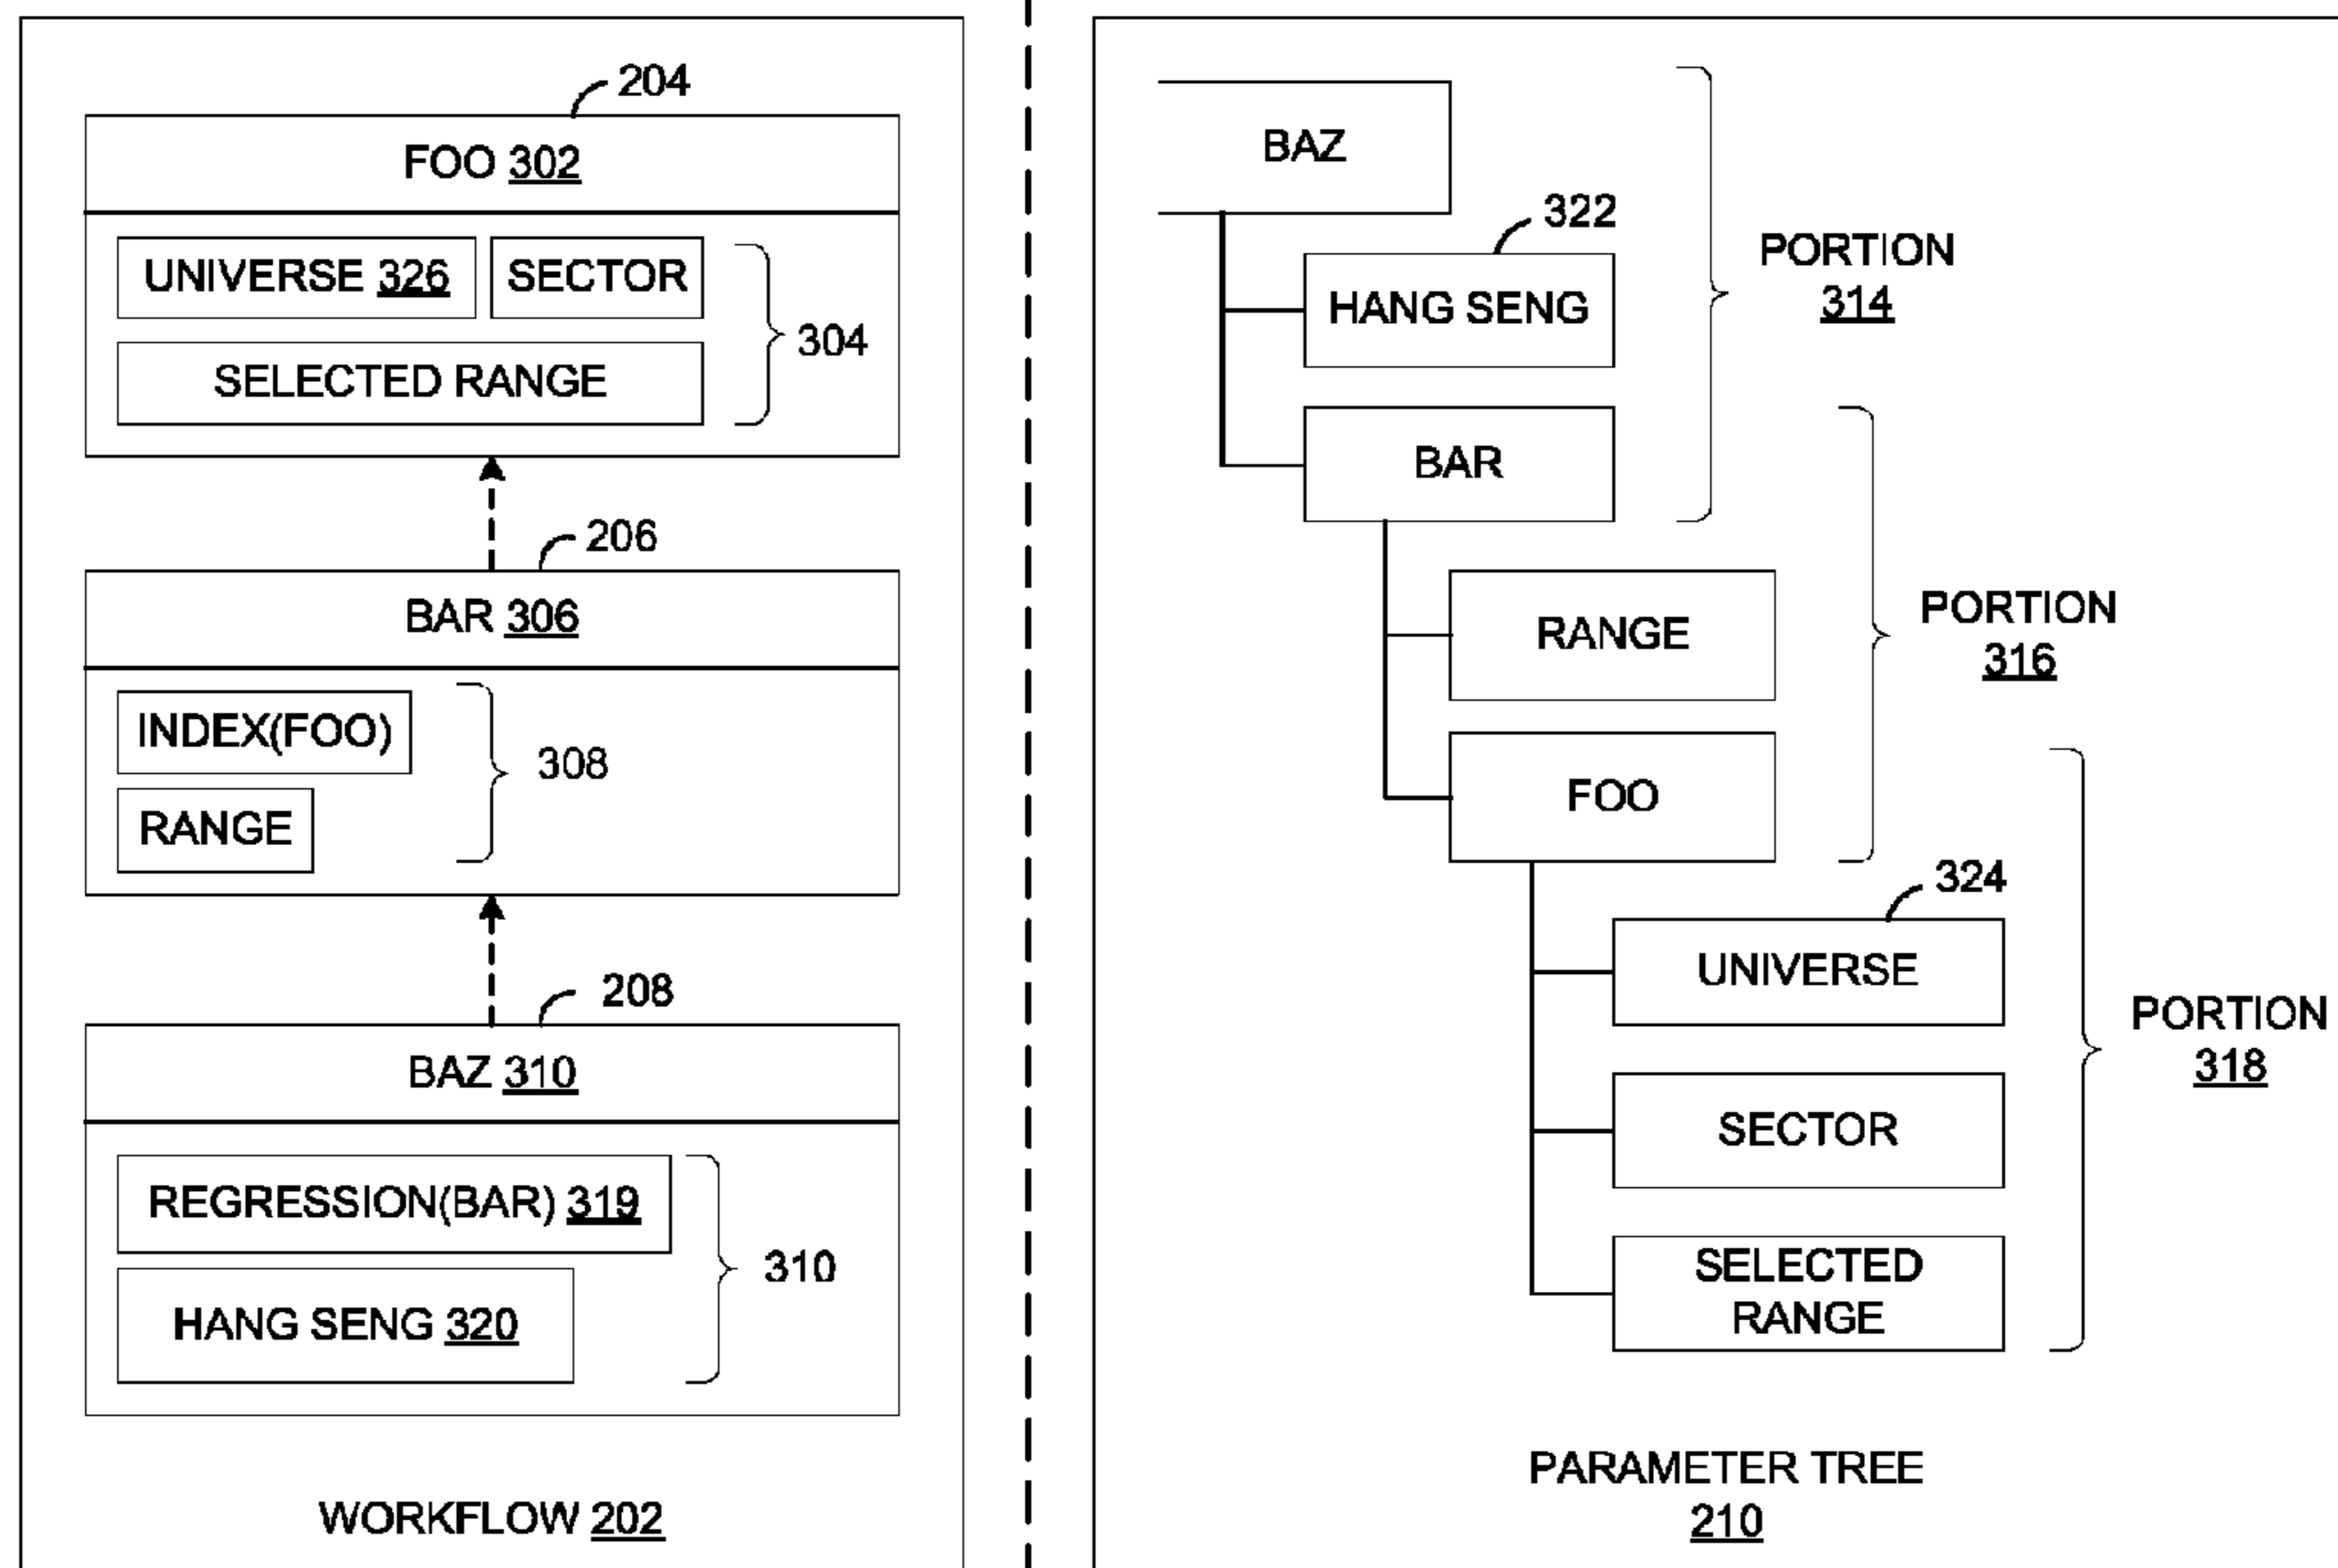 204
FOO 302
UNIVERSE 326
SECTOR
SELECTED RANGE
304
206
BAR 306
INDEX(FOO)
RANGE
308
208
BAZ 310
REGRESSION(BAR) 319
HANG SENG 320
310
WORKFLOW 202
BAZ
322
HANG SENG
BAR
PORTION
314
RANGE
FOO
PORTION
316
324
UNIVERSE
SECTOR
SELECTED
RANGE
PORTION
318
PARAMETER TREE
210